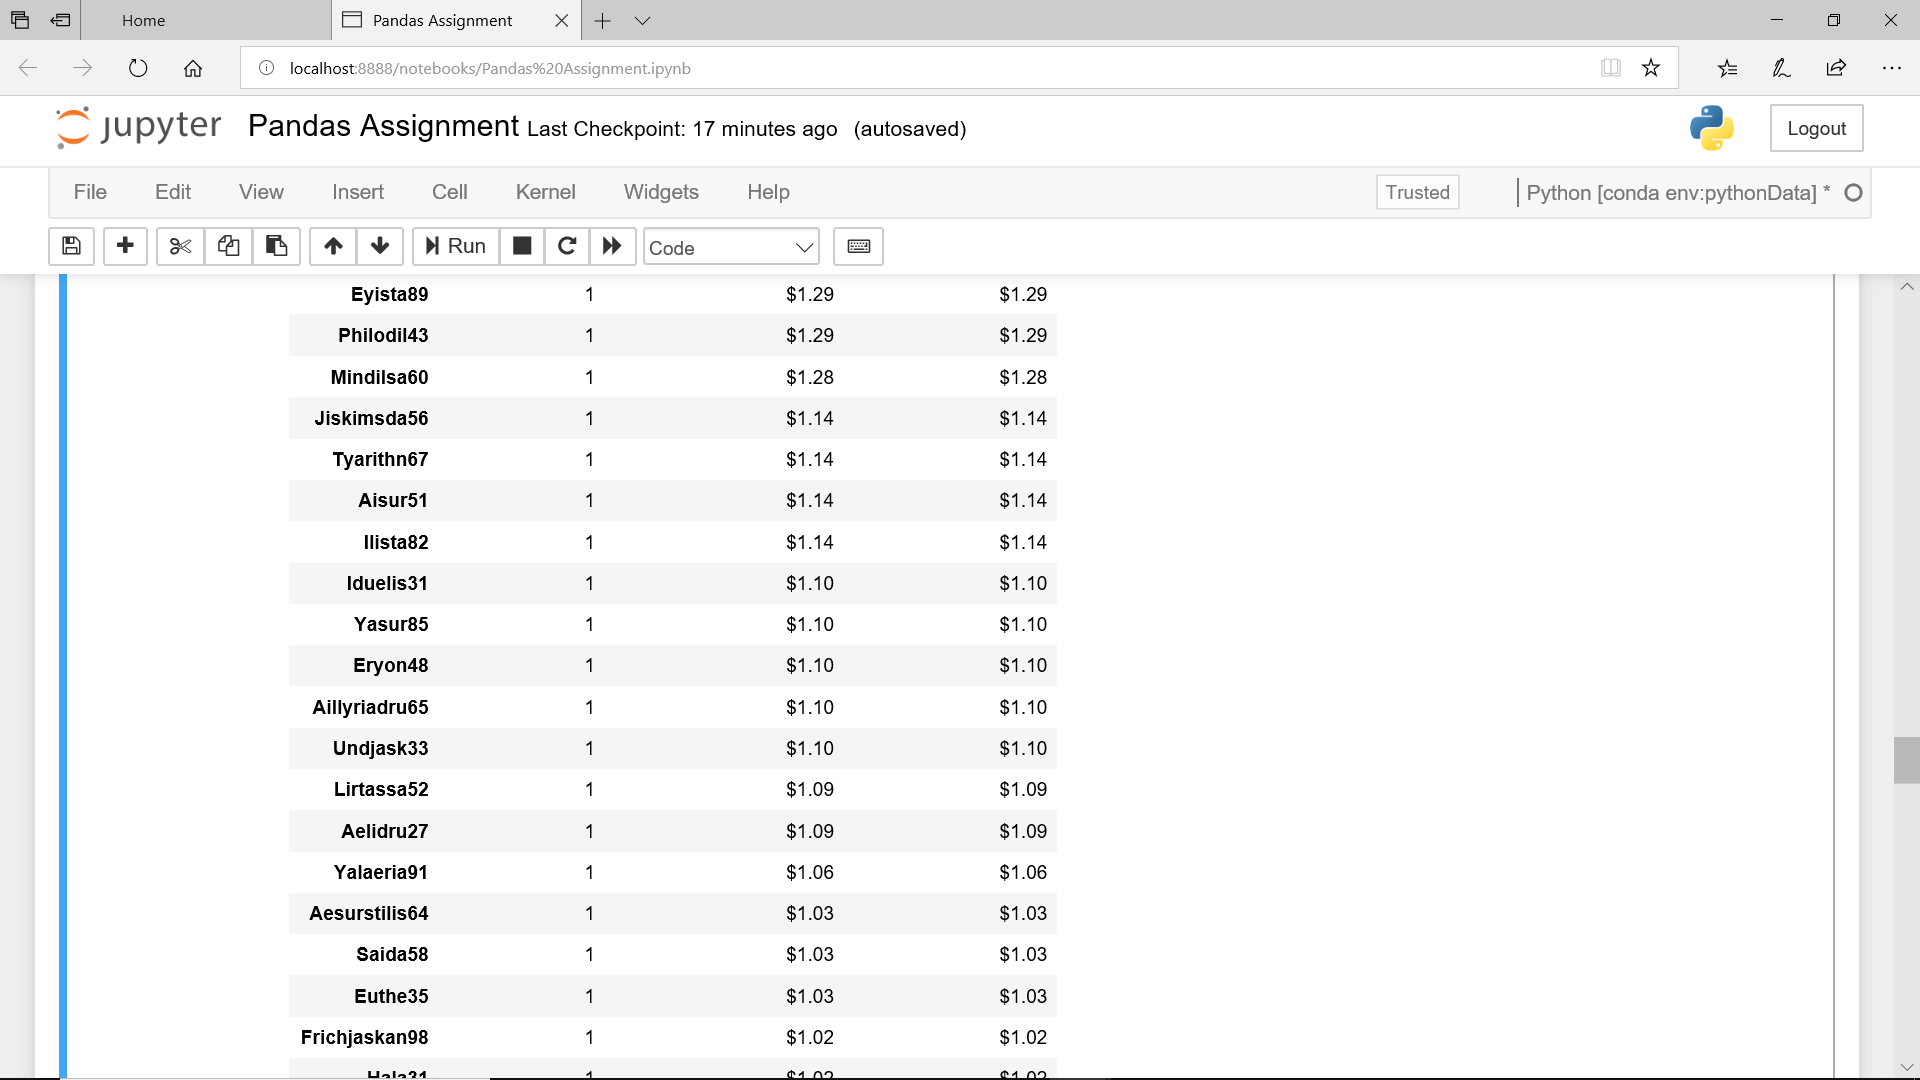 Home
Pandas Assignment
localhost:8888/notebooks/Pandas%20Assignment.ipynb
jupyter Pandas Assignment Last Checkpoint: 17 minutes ago (autosaved)
Logout
File Edit View Insert Cell Kernel Widgets Help
Trusted
Python [conda env:pythonData] *
Run
Code
Eyista89 1 $1.29 $1.29
Philodil43 1 $1.29 $1.29
Mindilsa60 1 $1.28 $1.28
Jiskimsda56 1 $1.14 $1.14
Tyarithn67 1 $1.14 $1.14
Aisur51 1 $1.14 $1.14
Ilista82 1 $1.14 $1.14
Iduelis31 1 $1.10 $1.10
Yasur85 1 $1.10 $1.10
Eryon48 1 $1.10 $1.10
Aillyriadru65 1 $1.10 $1.10
Undjask33 1 $1.10 $1.10
Lirtassa52 1 $1.09 $1.09
Aelidru27 1 $1.09 $1.09
Yalaeria91 1 $1.06 $1.06
Aesurstilis64 1 $1.03 $1.03
Saida58 1 $1.03 $1.03
Euthe35 1 $1.03 $1.03
Frichjaskan98 1 $1.02 $1.02
Hala31 1 $1.02 $1.02